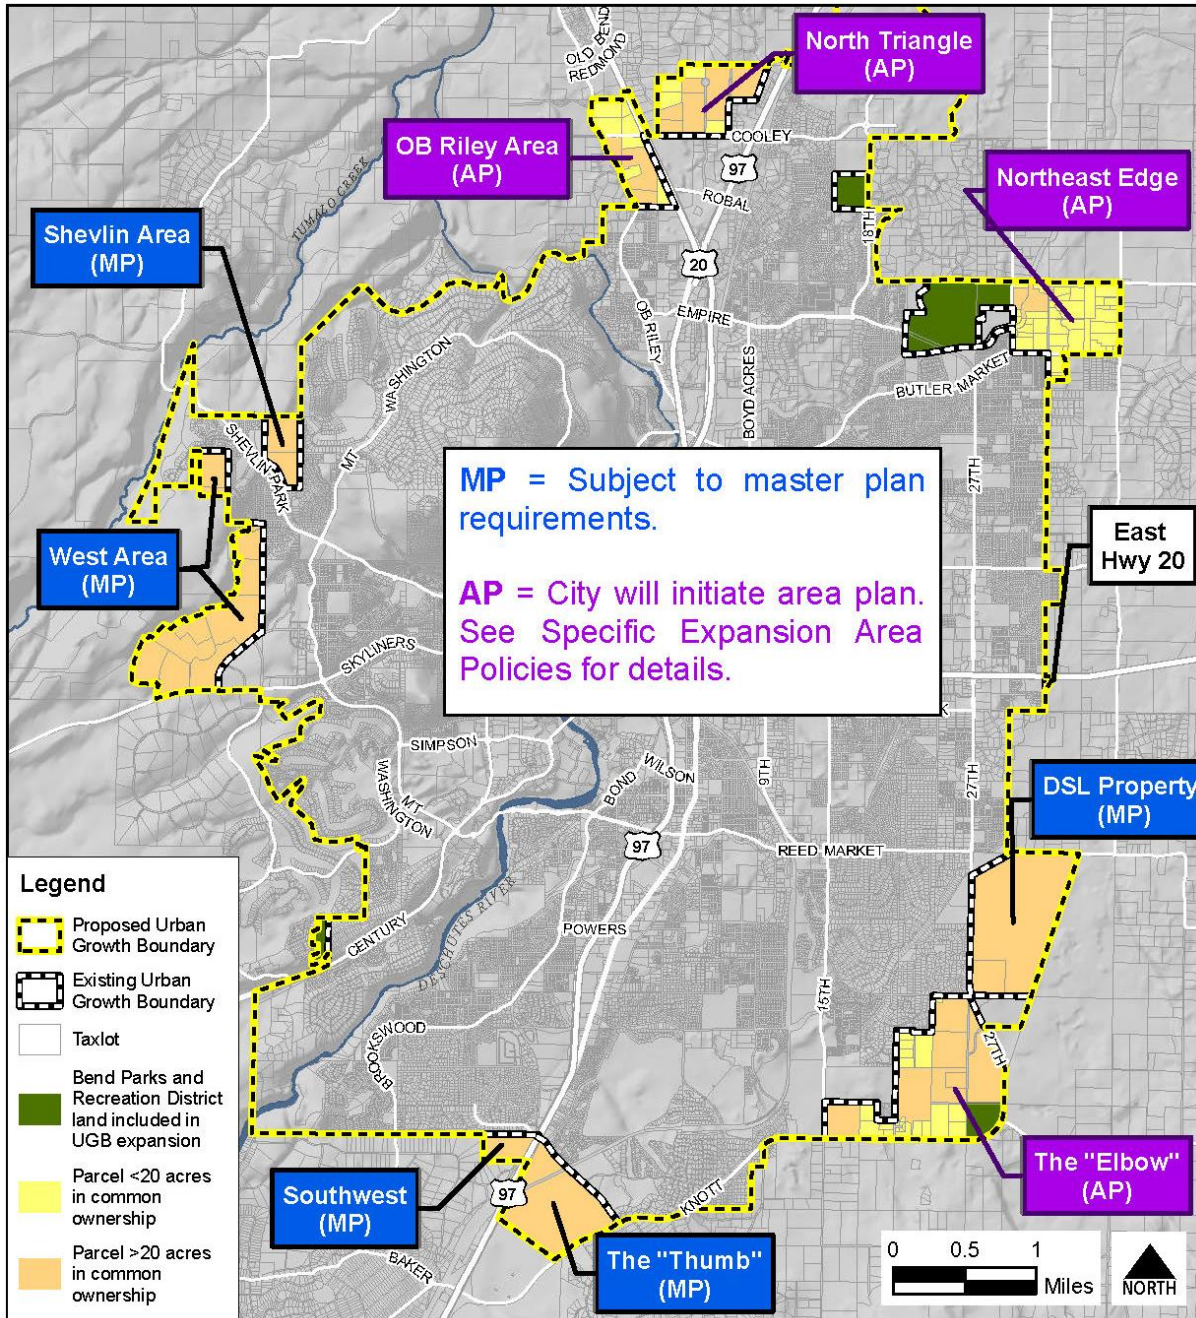 OLD BEND
REDMOND
North Triangle
(AP)
OB Riley Area
(AP)
COOLEY
97
Northeast Edge
(AP)
ROBAL
18TH
TUMALO CREEK
Shevlin Area
(MP)
20
OB RILEY
EMPIRE
BOYD ACRES
BUTLER MARKET
WASHINGTON
MT
SHEVLIN PARK
27TH
MP = Subject to master plan
requirements.
AP = City will initiate area plan.
See Specific Expansion Area
Policies for details.
East
Hwy 20
West Area
(MP)
SKYLINERS
SIMPSON
WASHINGTON
MT
BOND
WILSON
9TH
27TH
DSL Property
(MP)
97
REED MARKET
CENTURY
DESCHUTES RIVER
POWERS
15TH
BROOKSWOOD
27TH
Legend
Proposed Urban
Growth Boundary
Existing Urban
Growth Boundary
Taxlot
Bend Parks and
Recreation District
land included in
UGB expansion
Parcel <20 acres
in common
ownership
Parcel >20 acres
in common
ownership
Southwest
(MP)
97
KNOTT
BAKER
The "Thumb"
(MP)
The "Elbow"
(AP)
0 0.5 1
Miles
NORTH